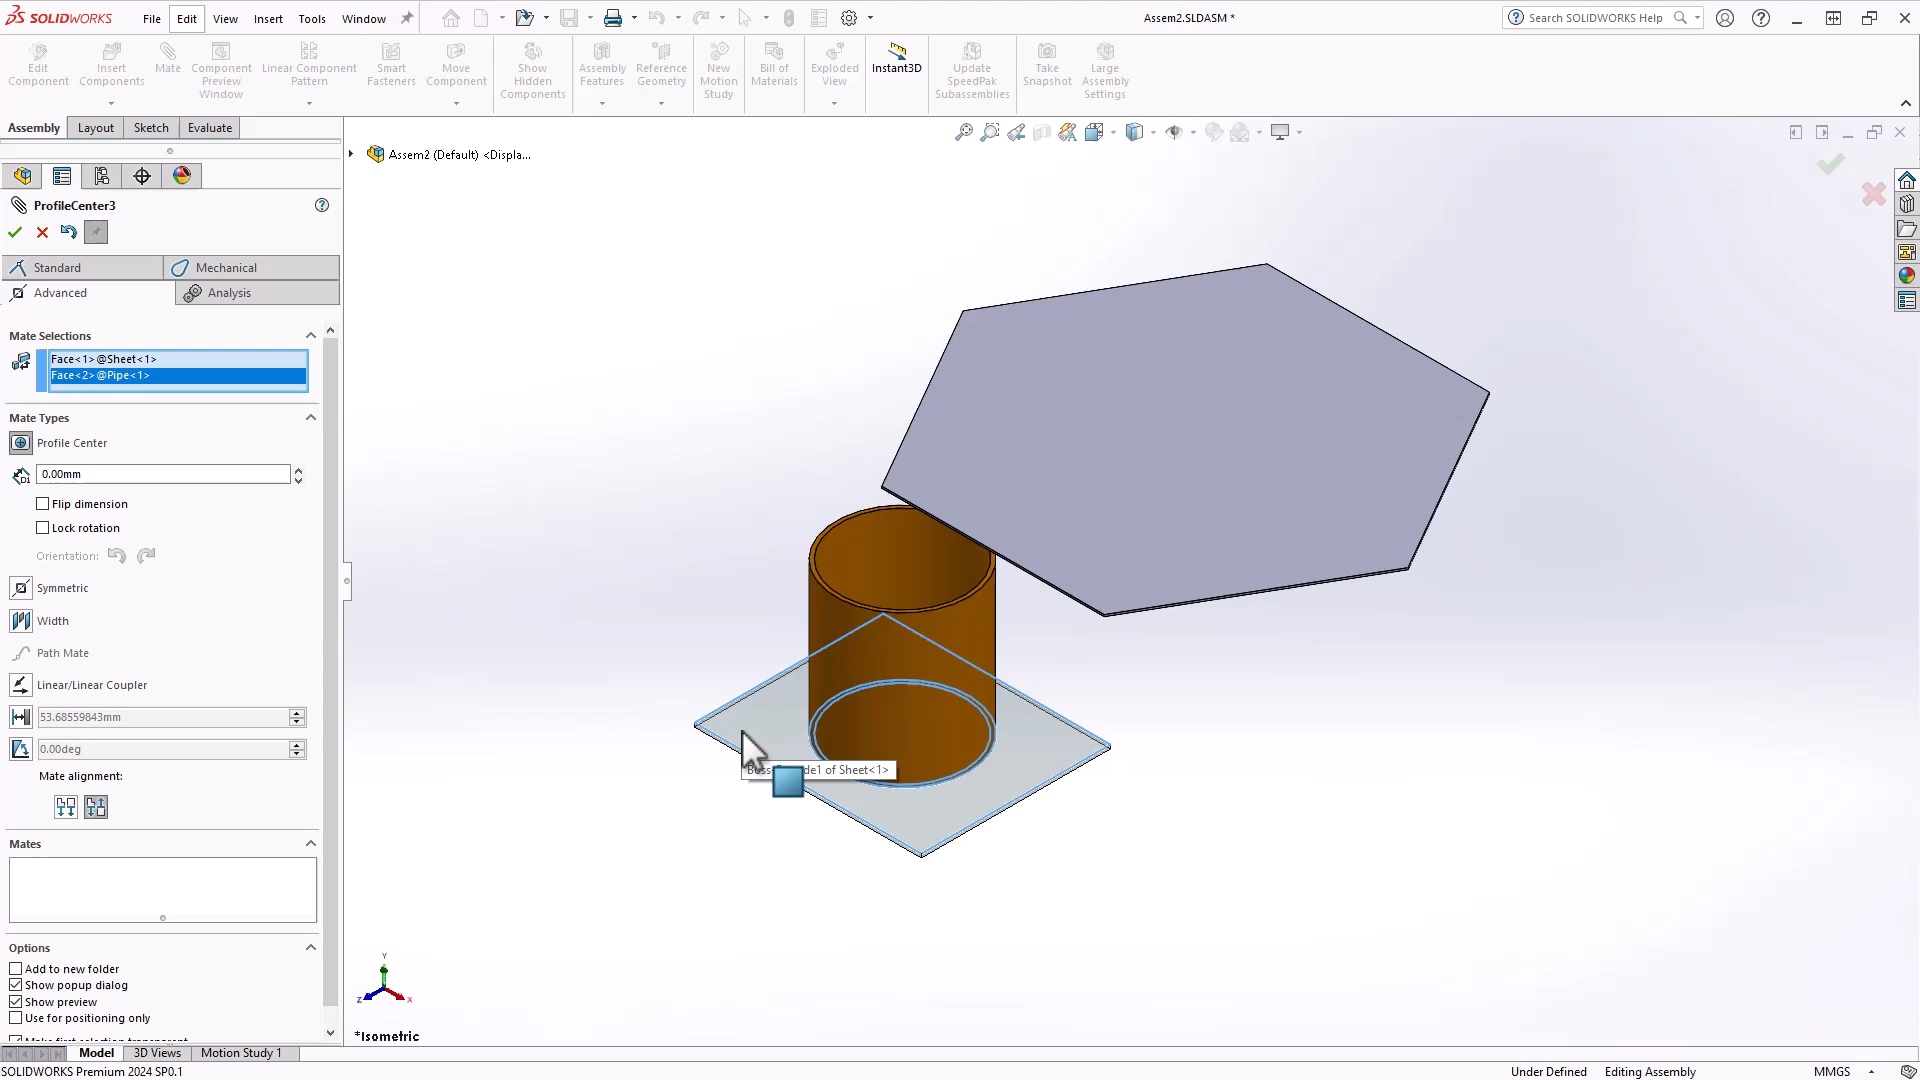 SOLIDWORKS
File
Edit
View
Insert
Tools
Window
Assem2.SLDASM *
Search SOLIDWORKS Help
Edit
Component
Insert
Components
Mate
Component
Preview
Window
Linear Component
Pattern
Smart
Fasteners
Move
Component
Show
Hidden
Components
Assembly
Features
Reference
Geometry
New
Motion
Study
Bill of
Materials
Exploded
View
Instant3D
Update
SpeedPak
Subassemblies
Take
Snapshot
Large
Assembly
Settings
Assembly
Layout
Sketch
Evaluate
Assem2 (Default) <Displa...
ProfileCenter3
Standard
Mechanical
Advanced
Analysis
Mate Selections
Face<1>@Sheet<1>
Face<2>@Pipe<1>
Mate Types
Profile Center
0.00mm
Flip dimension
Lock rotation
Orientation:
Symmetric
Width
Path Mate
Linear/Linear Coupler
53.68559843mm
0.00deg
Mate alignment:
Mates
Options
Add to new folder
Show popup dialog
Show preview
Use for positioning only
of Sheet<1>
Y
Z
X
*Isometric
Model
3D Views
Motion Study 1
SOLIDWORKS Premium 2024 SP0.1
Under Defined
Editing Assembly
MMGS